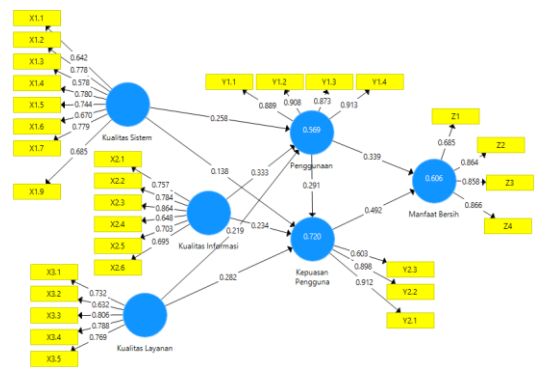 X1.1
X1.2
X1.3
X1.4
X1.5
X1.6
X1.7
X1.9
0.642
0.778
0.578
0.780
0.744
0.670
0.779
0.685
Kualitas Sistem
X2.1
X2.2
X2.3
X2.4
X2.5
X2.6
0.757
0.784
0.864
0.648
0.703
0.695
Kualitas Informasi
X3.1
X3.2
X3.3
X3.4
X3.5
0.732
0.632
0.806
0.788
0.769
Kualitas Layanan
0.258
0.138
0.333
0.234
0.219
0.282
Y1.1
Y1.2
Y1.3
Y1.4
0.889
0.908
0.873
0.913
0.569
Penggunaan
0.291
0.339
0.492
0.720
Kepuasan
Pengguna
0.603
0.898
0.912
Y2.3
Y2.2
Y2.1
0.606
Manfaat Bersih
Z1
Z2
Z3
Z4
0.685
0.864
0.858
0.866